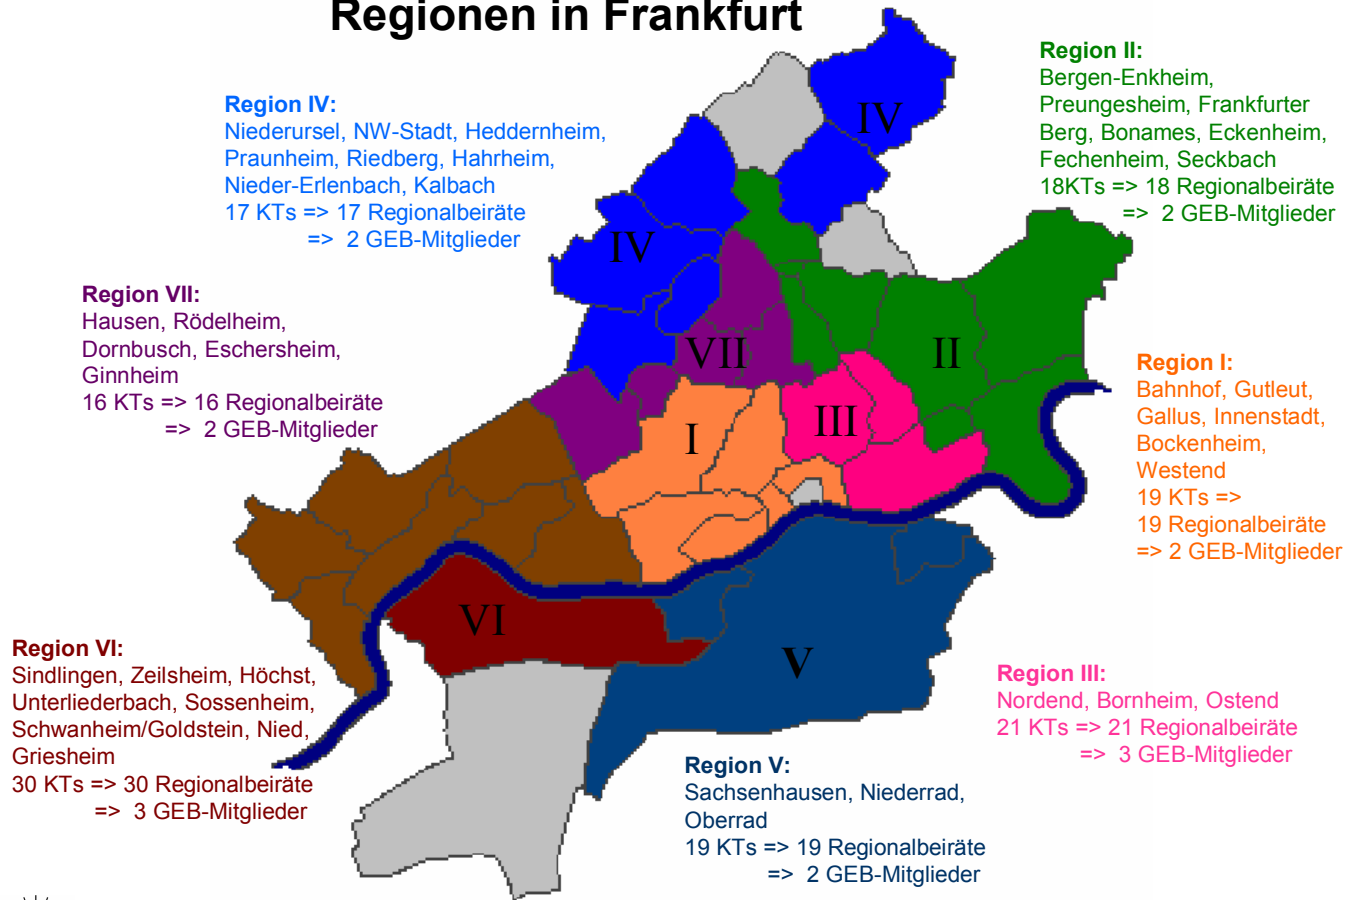 Regionen in Frankfurt
Region IV:
Niederursel, NW-Stadt, Heddernheim,
Praunheim, Riedberg, Hahrheim,
Nieder-Erlenbach, Kalbach
17 KTs => 17 Regionalbeiräte
=> 2 GEB-Mitglieder
Region II:
Bergen-Enkheim,
Preungesheim, Frankfurter
Berg, Bonames, Eckenheim,
Fechenheim, Seckbach
18KTs => 18 Regionalbeiräte
=> 2 GEB-Mitglieder
Region VII:
Hausen, Rödelheim,
Dornbusch, Eschersheim,
Ginnheim
16 KTs => 16 Regionalbeiräte
=> 2 GEB-Mitglieder
Region I:
Bahnhof, Gutleut,
Gallus, Innenstadt,
Bockenheim,
Westend
19 KTs =>
19 Regionalbeiräte
=> 2 GEB-Mitglieder
IV
IV
VII
II
III
I
VI
V
Region VI:
Sindlingen, Zeilsheim, Höchst,
Unterliederbach, Sossenheim,
Schwanheim/Goldstein, Nied,
Griesheim
30 KTs => 30 Regionalbeiräte
=> 3 GEB-Mitglieder
Region III:
Nordend, Bornheim, Ostend
21 KTs => 21 Regionalbeiräte
=> 3 GEB-Mitglieder
Region V:
Sachsenhausen, Niederrad,
Oberrad
19 KTs => 19 Regionalbeiräte
=> 2 GEB-Mitglieder